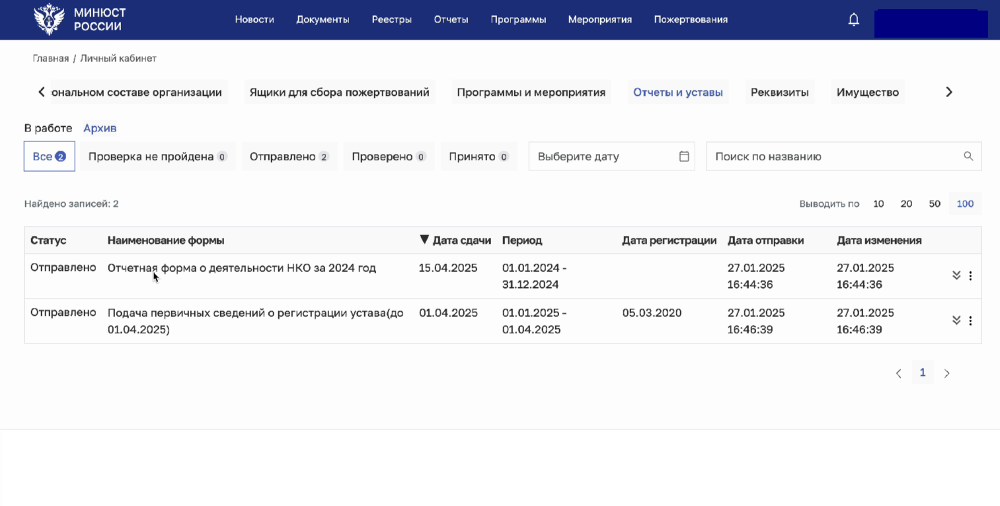 МИНЮСТ
РОССИИ
Новости Документы Реестры Отчеты Программы Мероприятия Пожертвования
Главная / Личный кабинет
ональном составе организации Ящики для сбора пожертвований Программы и мероприятия Отчеты и уставы Реквизиты Имущество
В работе Архив
Все 2 Проверка не пройдена 0 Отправлено 2 Проверено 0 Принято 0 Выберите дату Поиск по названию
Найдено записей: 2 Выводить по 10 20 50 100
Статус Наименование формы ▼ Дата сдачи Период Дата регистрации Дата отправки Дата изменения
Отправлено Отчетная форма о деятельности НКО за 2024 год 15.04.2025 01.01.2024 - 27.01.2025 27.01.2025
31.12.2024 16:44:36 16:44:36
Отправлено Подача первичных сведений о регистрации устава(до 01.04.2025 01.01.2025 - 05.03.2020 27.01.2025 27.01.2025
01.04.2025) 01.04.2025 16:46:39 16:46:39
1